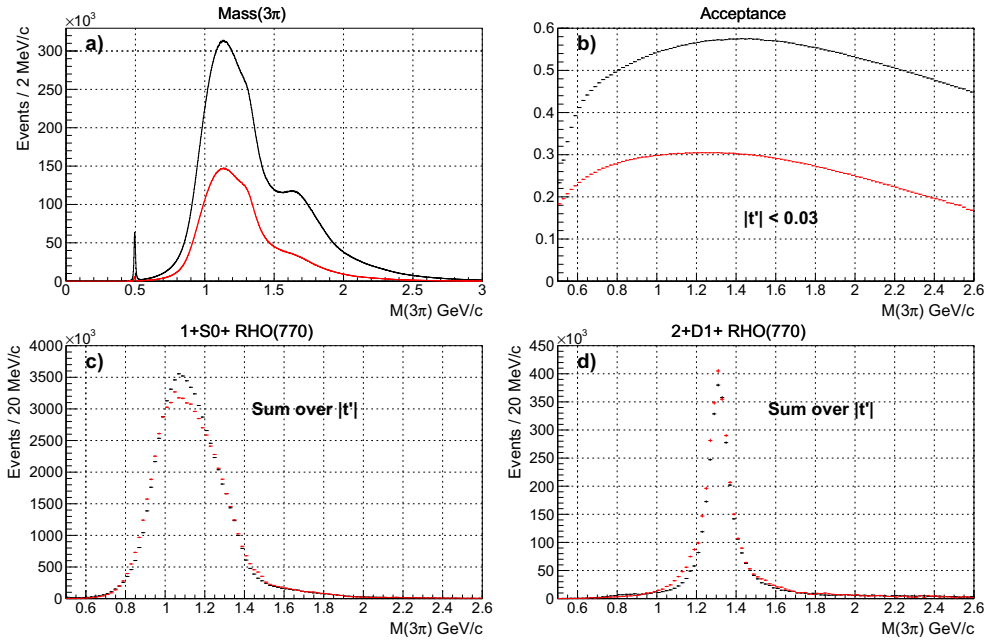 Mass(3π)
×10³
a)
Events / 2 MeV/c
300
250
200
150
100
50
0
0 0.5 1 1.5 2 2.5 3
M(3π) GeV/c
Acceptance
b)
0.6
0.5
0.4
0.3
0.2
0.1
0
|t'| < 0.03
0.6 0.8 1 1.2 1.4 1.6 1.8 2 2.2 2.4 2.6
M(3π) GeV/c
1+S0+ RHO(770)
×10³
c)
Events / 20 MeV/c
4000
3500
3000
2500
2000
1500
1000
500
0
Sum over |t'|
0.6 0.8 1 1.2 1.4 1.6 1.8 2 2.2 2.4 2.6
M(3π) GeV/c
2+D1+ RHO(770)
×10³
d)
Events / 20 MeV/c
450
400
350
300
250
200
150
100
50
0
Sum over |t'|
0.6 0.8 1 1.2 1.4 1.6 1.8 2 2.2 2.4 2.6
M(3π) GeV/c